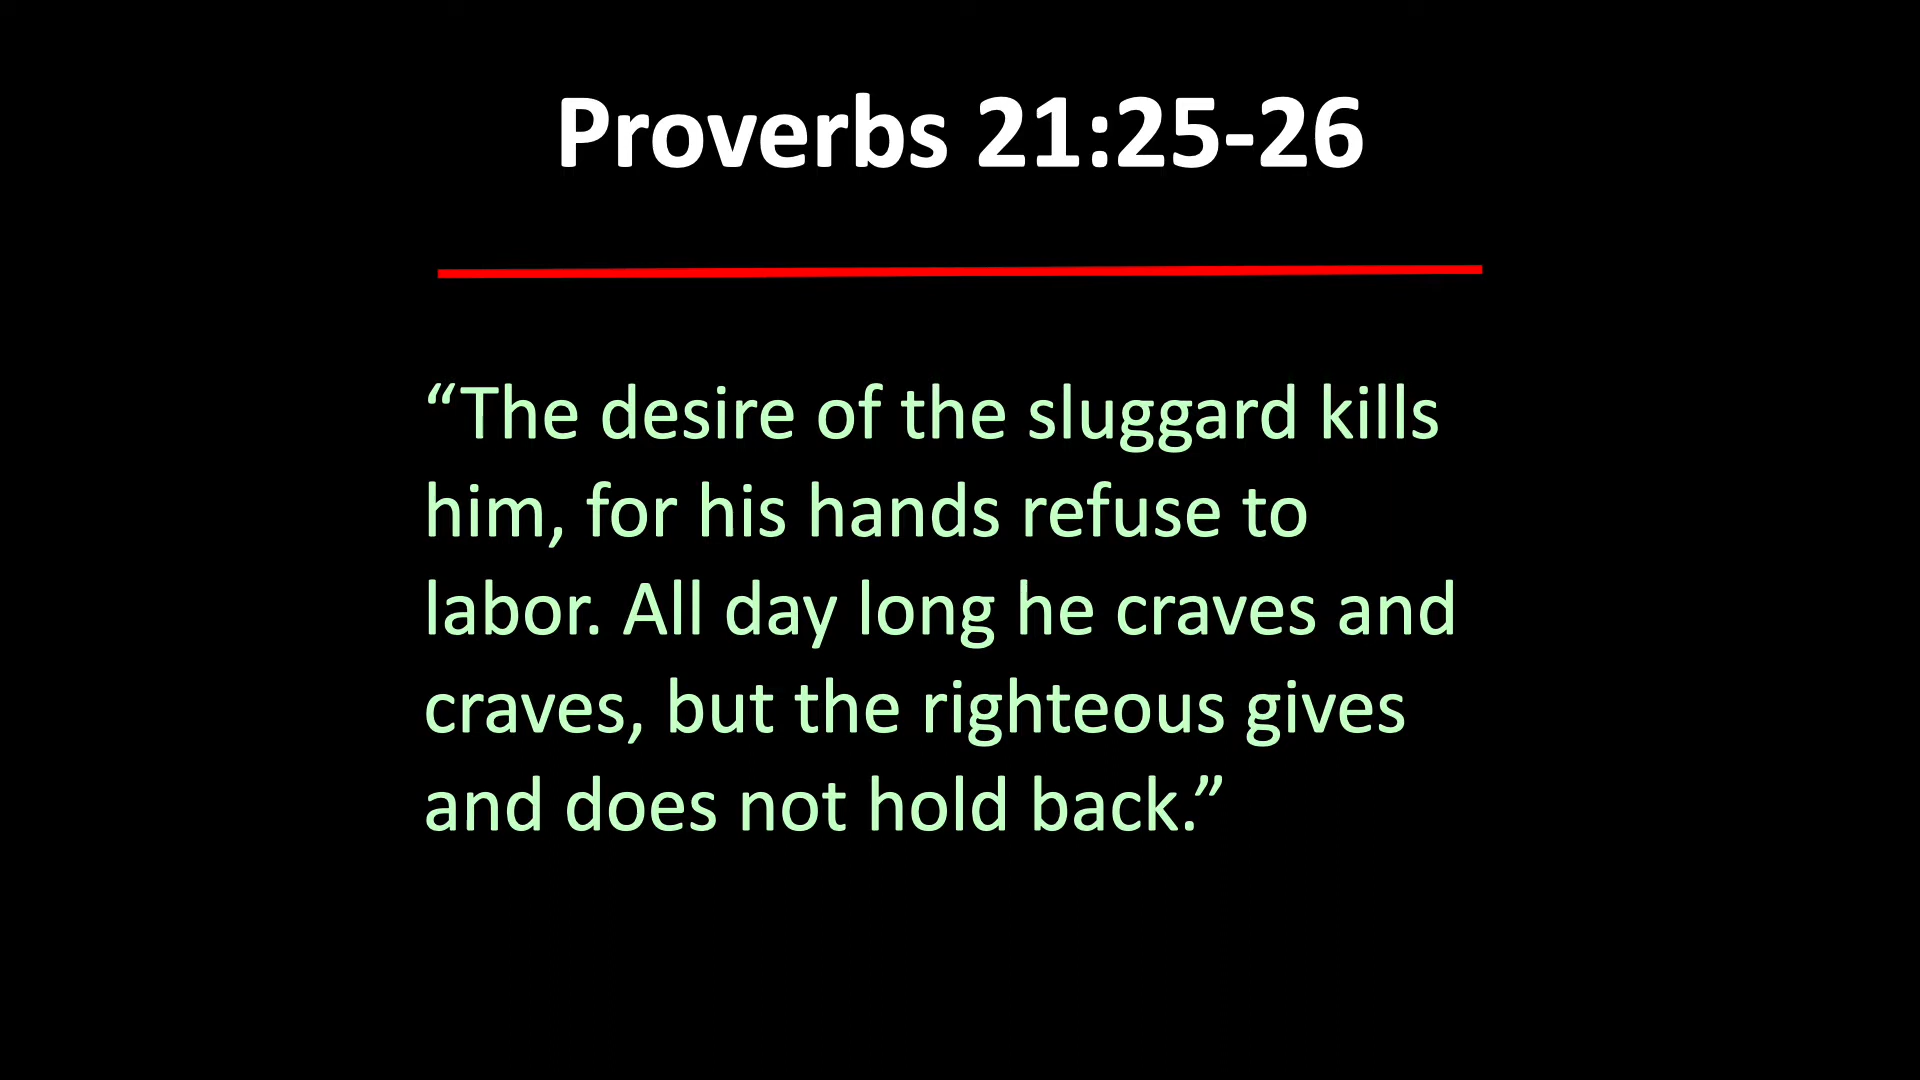 Proverbs 21:25-26
“The desire of the sluggard kills
him, for his hands refuse to
labor. All day long he craves and
craves, but the righteous gives
and does not hold back.”